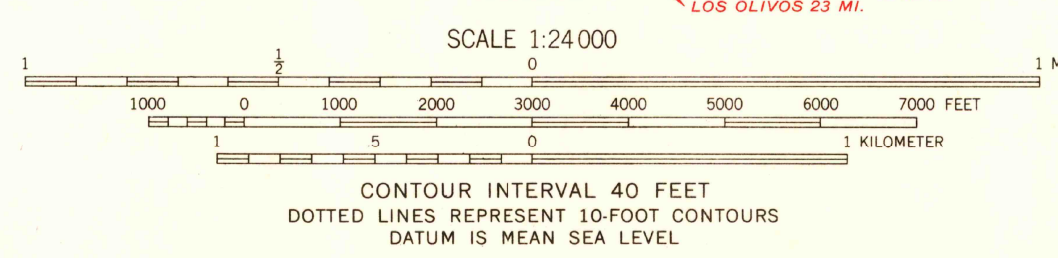 LOS OLIVOS 23 MI.
SCALE 1:24 000
1 1/2 0 1 M
1000 0 1000 2000 3000 4000 5000 6000 7000 FEET
1 .5 0 1 KILOMETER
CONTOUR INTERVAL 40 FEET
DOTTED LINES REPRESENT 10-FOOT CONTOURS
DATUM IS MEAN SEA LEVEL